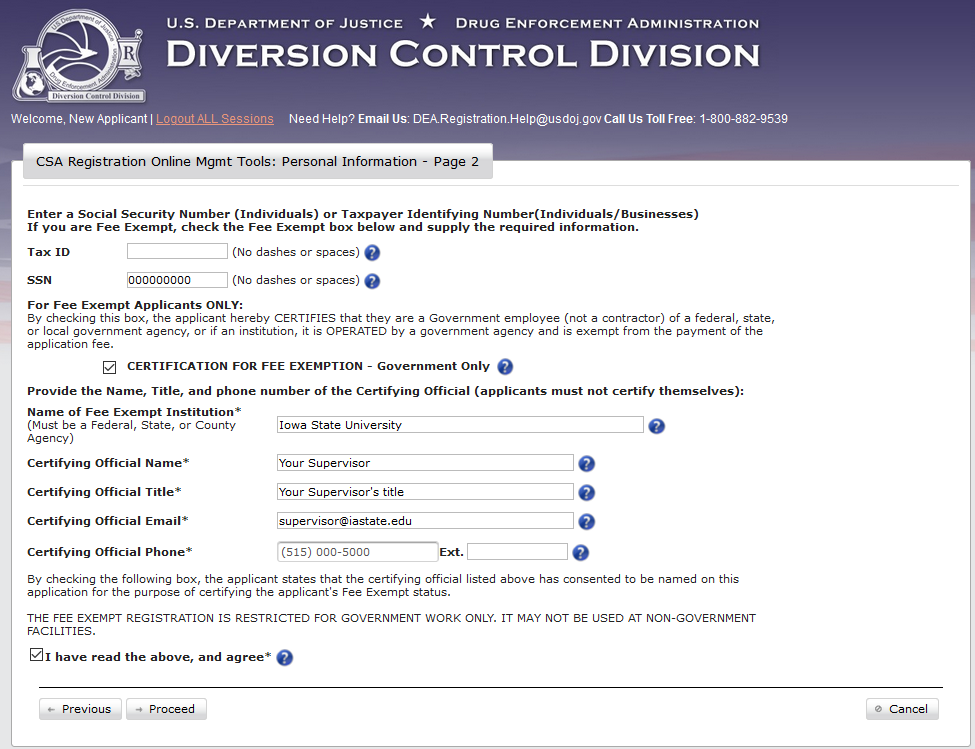 U.S. Department of Justice ★ Drug Enforcement Administration
Diversion Control Division
U.S. Department of Justice
Drug Enforcement Administration
R
Diversion Control Division
Welcome, New Applicant | Logout ALL Sessions Need Help? Email Us: DEA.Registration.Help@usdoj.gov Call Us Toll Free: 1-800-882-9539
CSA Registration Online Mgmt Tools: Personal Information - Page 2
Enter a Social Security Number (Individuals) or Taxpayer Identifying Number(Individuals/Businesses)
If you are Fee Exempt, check the Fee Exempt box below and supply the required information.
Tax ID (No dashes or spaces) ?
SSN 000000000 (No dashes or spaces) ?
For Fee Exempt Applicants ONLY:
By checking this box, the applicant hereby CERTIFIES that they are a Government employee (not a contractor) of a federal, state,
or local government agency, or if an institution, it is OPERATED by a government agency and is exempt from the payment of the
application fee.
CERTIFICATION FOR FEE EXEMPTION - Government Only ?
Provide the Name, Title, and phone number of the Certifying Official (applicants must not certify themselves):
Name of Fee Exempt Institution*
(Must be a Federal, State, or County
Agency)
Iowa State University ?
Certifying Official Name* Your Supervisor ?
Certifying Official Title* Your Supervisor's title ?
Certifying Official Email* supervisor@iastate.edu ?
Certifying Official Phone* (515) 000-5000 Ext. ?
By checking the following box, the applicant states that the certifying official listed above has consented to be named on this
application for the purpose of certifying the applicant's Fee Exempt status.
THE FEE EXEMPT REGISTRATION IS RESTRICTED FOR GOVERNMENT WORK ONLY. IT MAY NOT BE USED AT NON-GOVERNMENT
FACILITIES.
I have read the above, and agree* ?
Previous Proceed Cancel